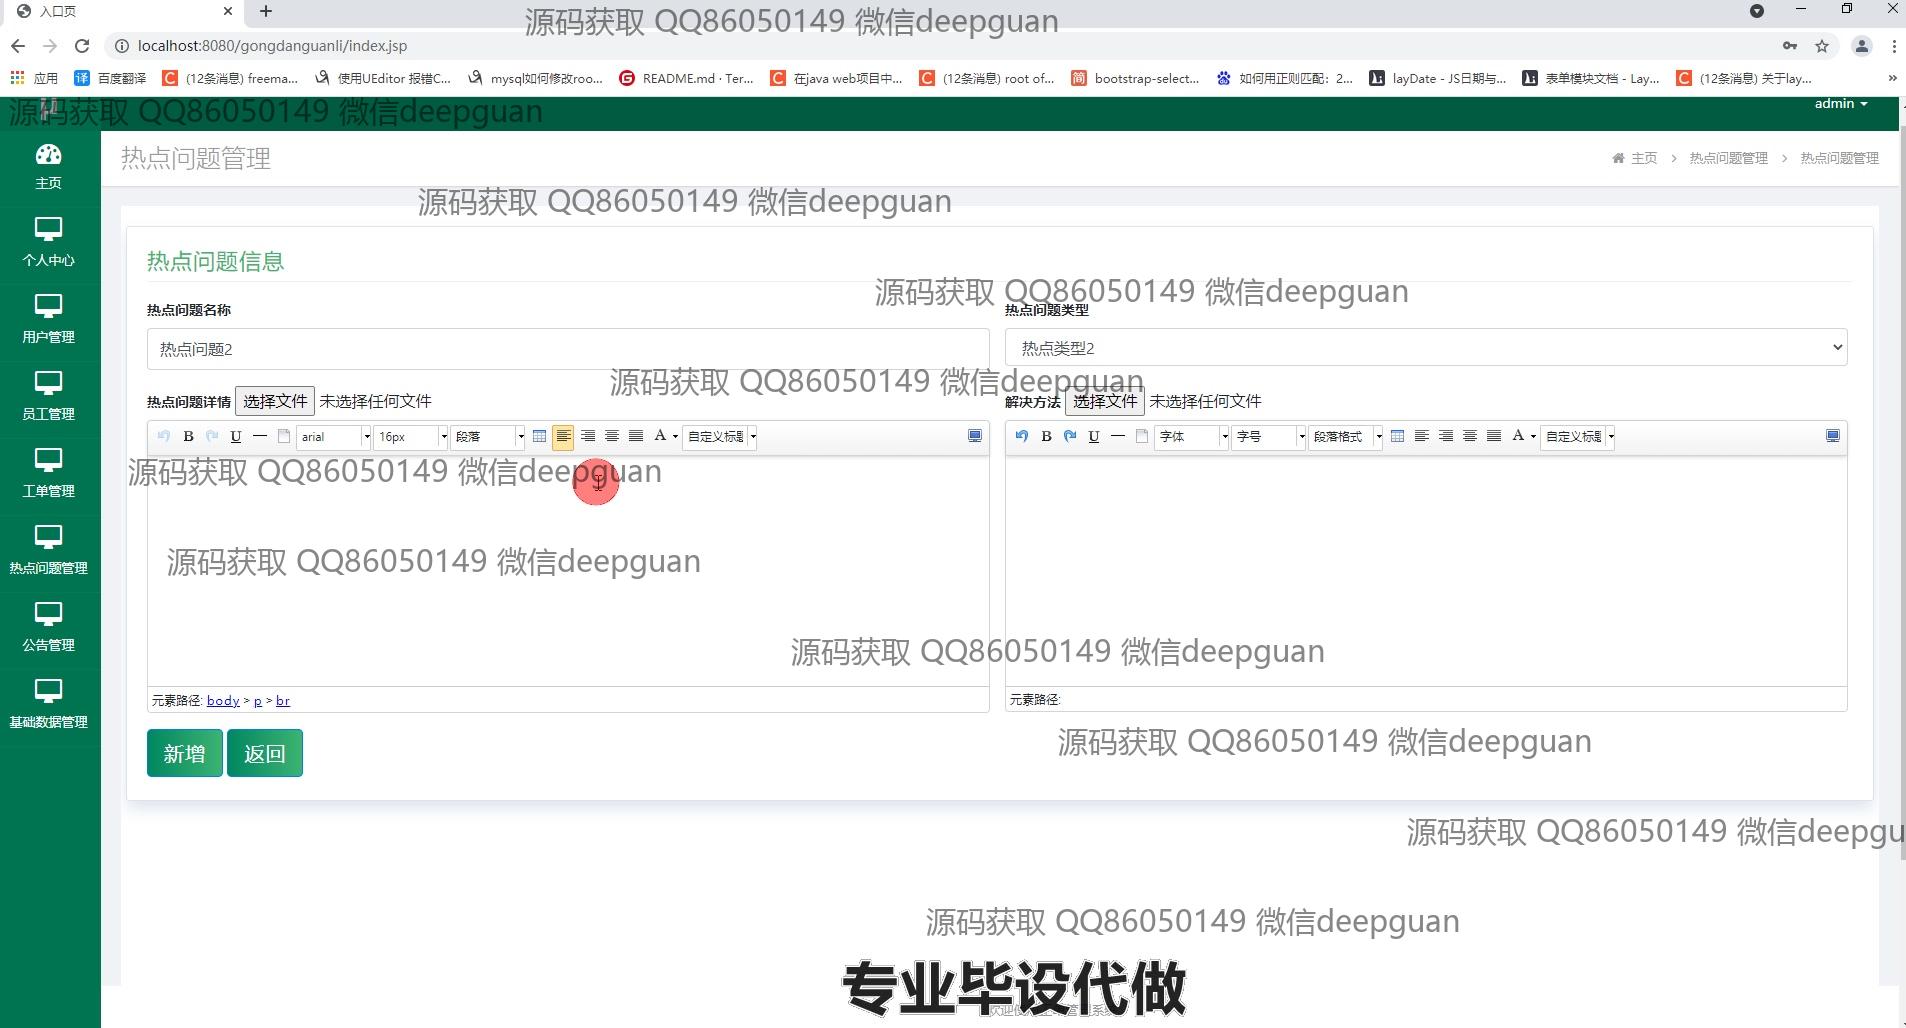 入口页
源码获取 QQ86050149 微信deepguan
localhost:8080/gongdanguanli/index.jsp
应用 百度翻译 (12条消息) freema... 使用UEditor 报错C... mysql如何修改roo... README.md · Ter... 在java web项目中... (12条消息) root of... bootstrap-select... 如何用正则匹配：2... layDate - JS日期与... 表单模块文档 - Lay... (12条消息) 关于lay...
源码获取 QQ86050149 微信deepguan
admin
热点问题管理
主页 > 热点问题管理 > 热点问题管理
主页
个人中心
用户管理
员工管理
工单管理
热点问题管理
公告管理
基础数据管理
源码获取 QQ86050149 微信deepguan
热点问题信息
源码获取 QQ86050149 微信deepguan
热点问题名称
热点问题类型
热点问题2
热点类型2
源码获取 QQ86050149 微信deepguan
热点问题详情 选择文件 未选择任何文件
解决方法 选择文件 未选择任何文件
B U arial 16px 段落 A 自定义标题
B U 字体 字号 段落格式 A 自定义标题
源码获取 QQ86050149 微信deepguan
源码获取 QQ86050149 微信deepguan
源码获取 QQ86050149 微信deepguan
元素路径: body > p > br
元素路径:
新增 返回
源码获取 QQ86050149 微信deepguan
源码获取 QQ86050149 微信deepgu
源码获取 QQ86050149 微信deepguan
专业毕设代做